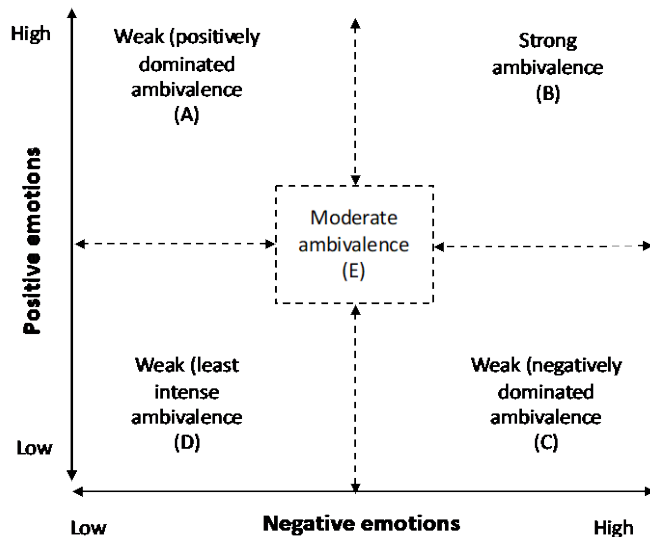 High
Weak (positively
dominated
ambivalence
(A)
Strong
ambivalence
(B)
Positive emotions
Moderate
ambivalence
(E)
Weak (least
intense
ambivalence
(D)
Weak (negatively
dominated
ambivalence
(C)
Low
Low
Negative emotions
High